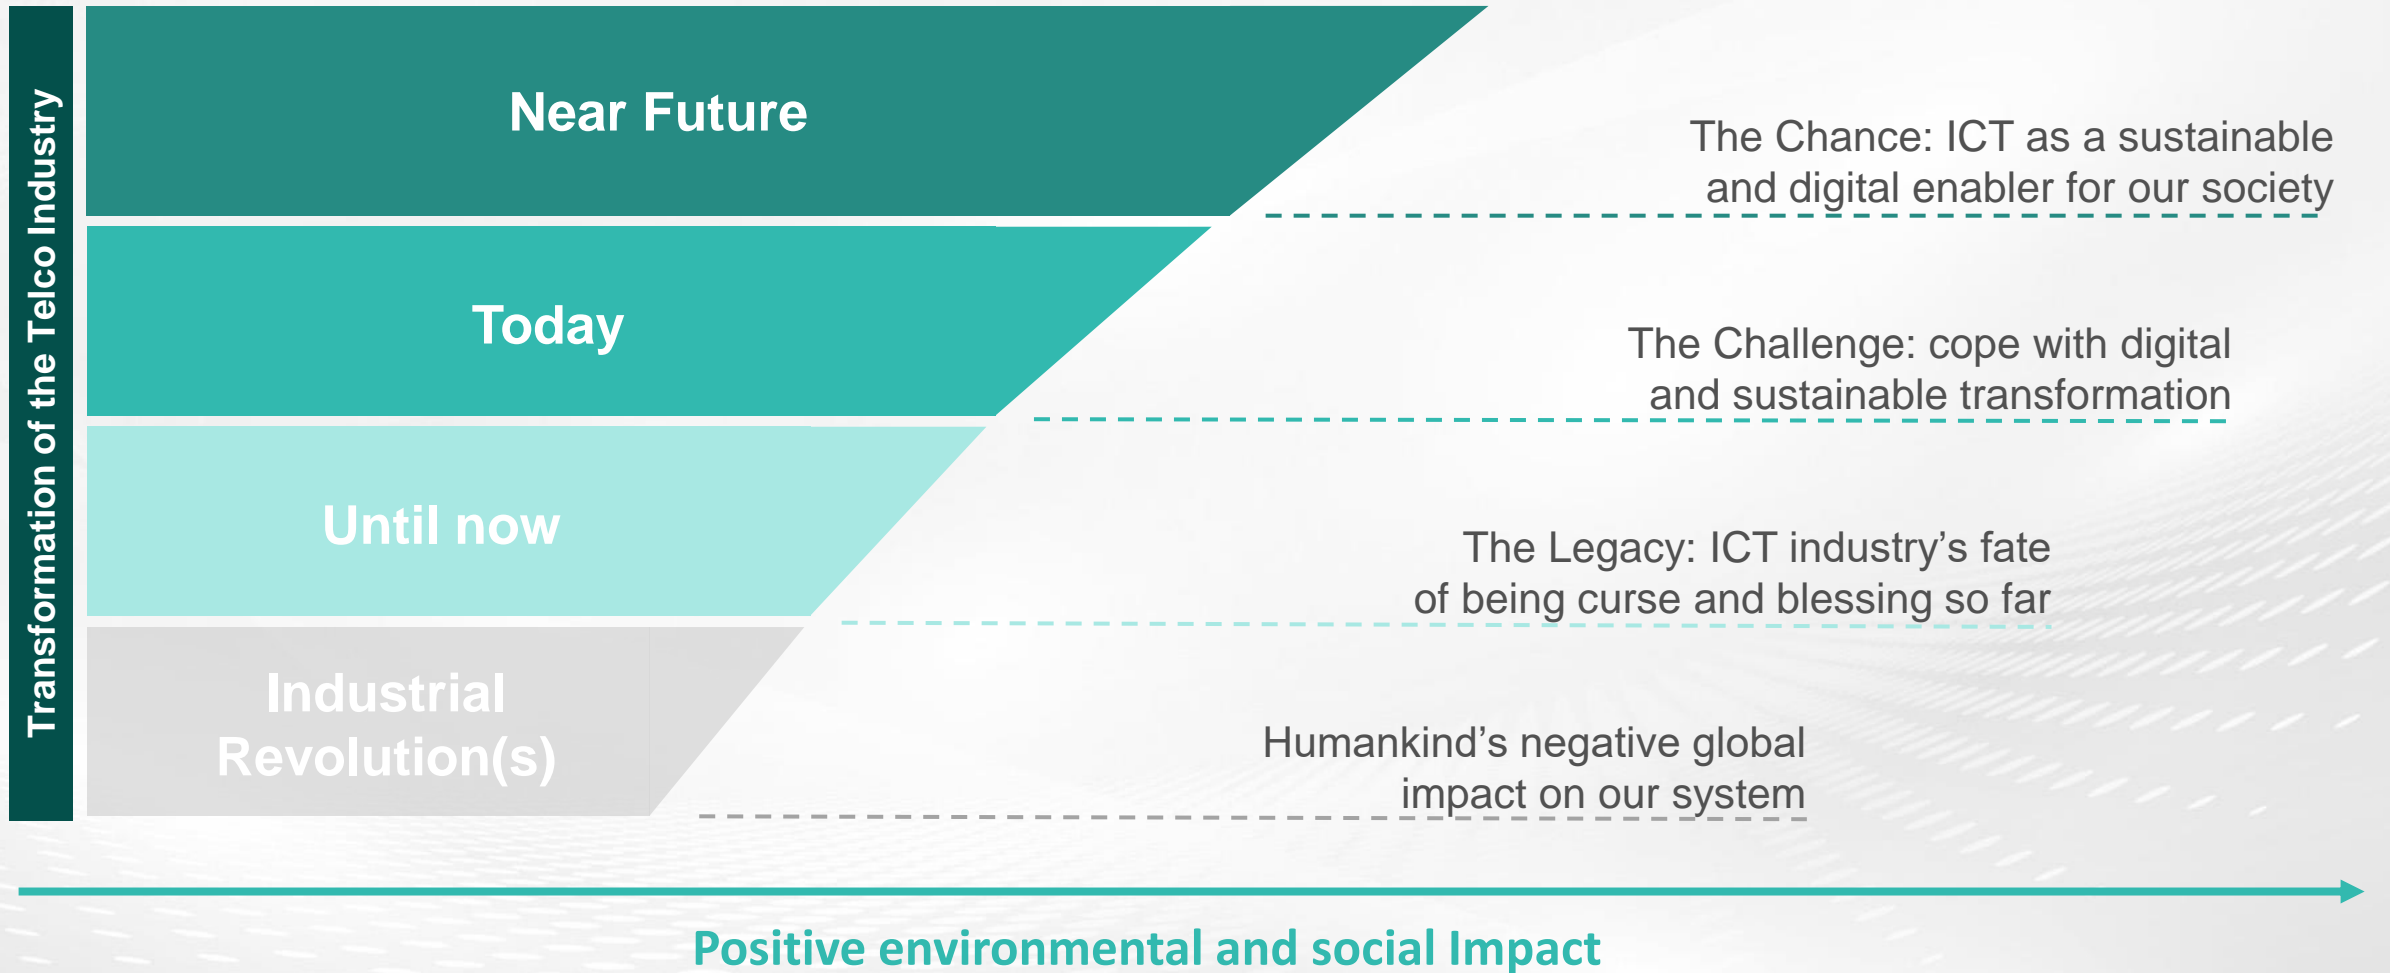 Transformation of the Telco Industry
Near Future
The Chance: ICT as a sustainable
and digital enabler for our society
Today
The Challenge: cope with digital
and sustainable transformation
Until now
The Legacy: ICT industry’s fate
of being curse and blessing so far
Industrial
Revolution(s)
Humankind’s negative global
impact on our system
Positive environmental and social Impact